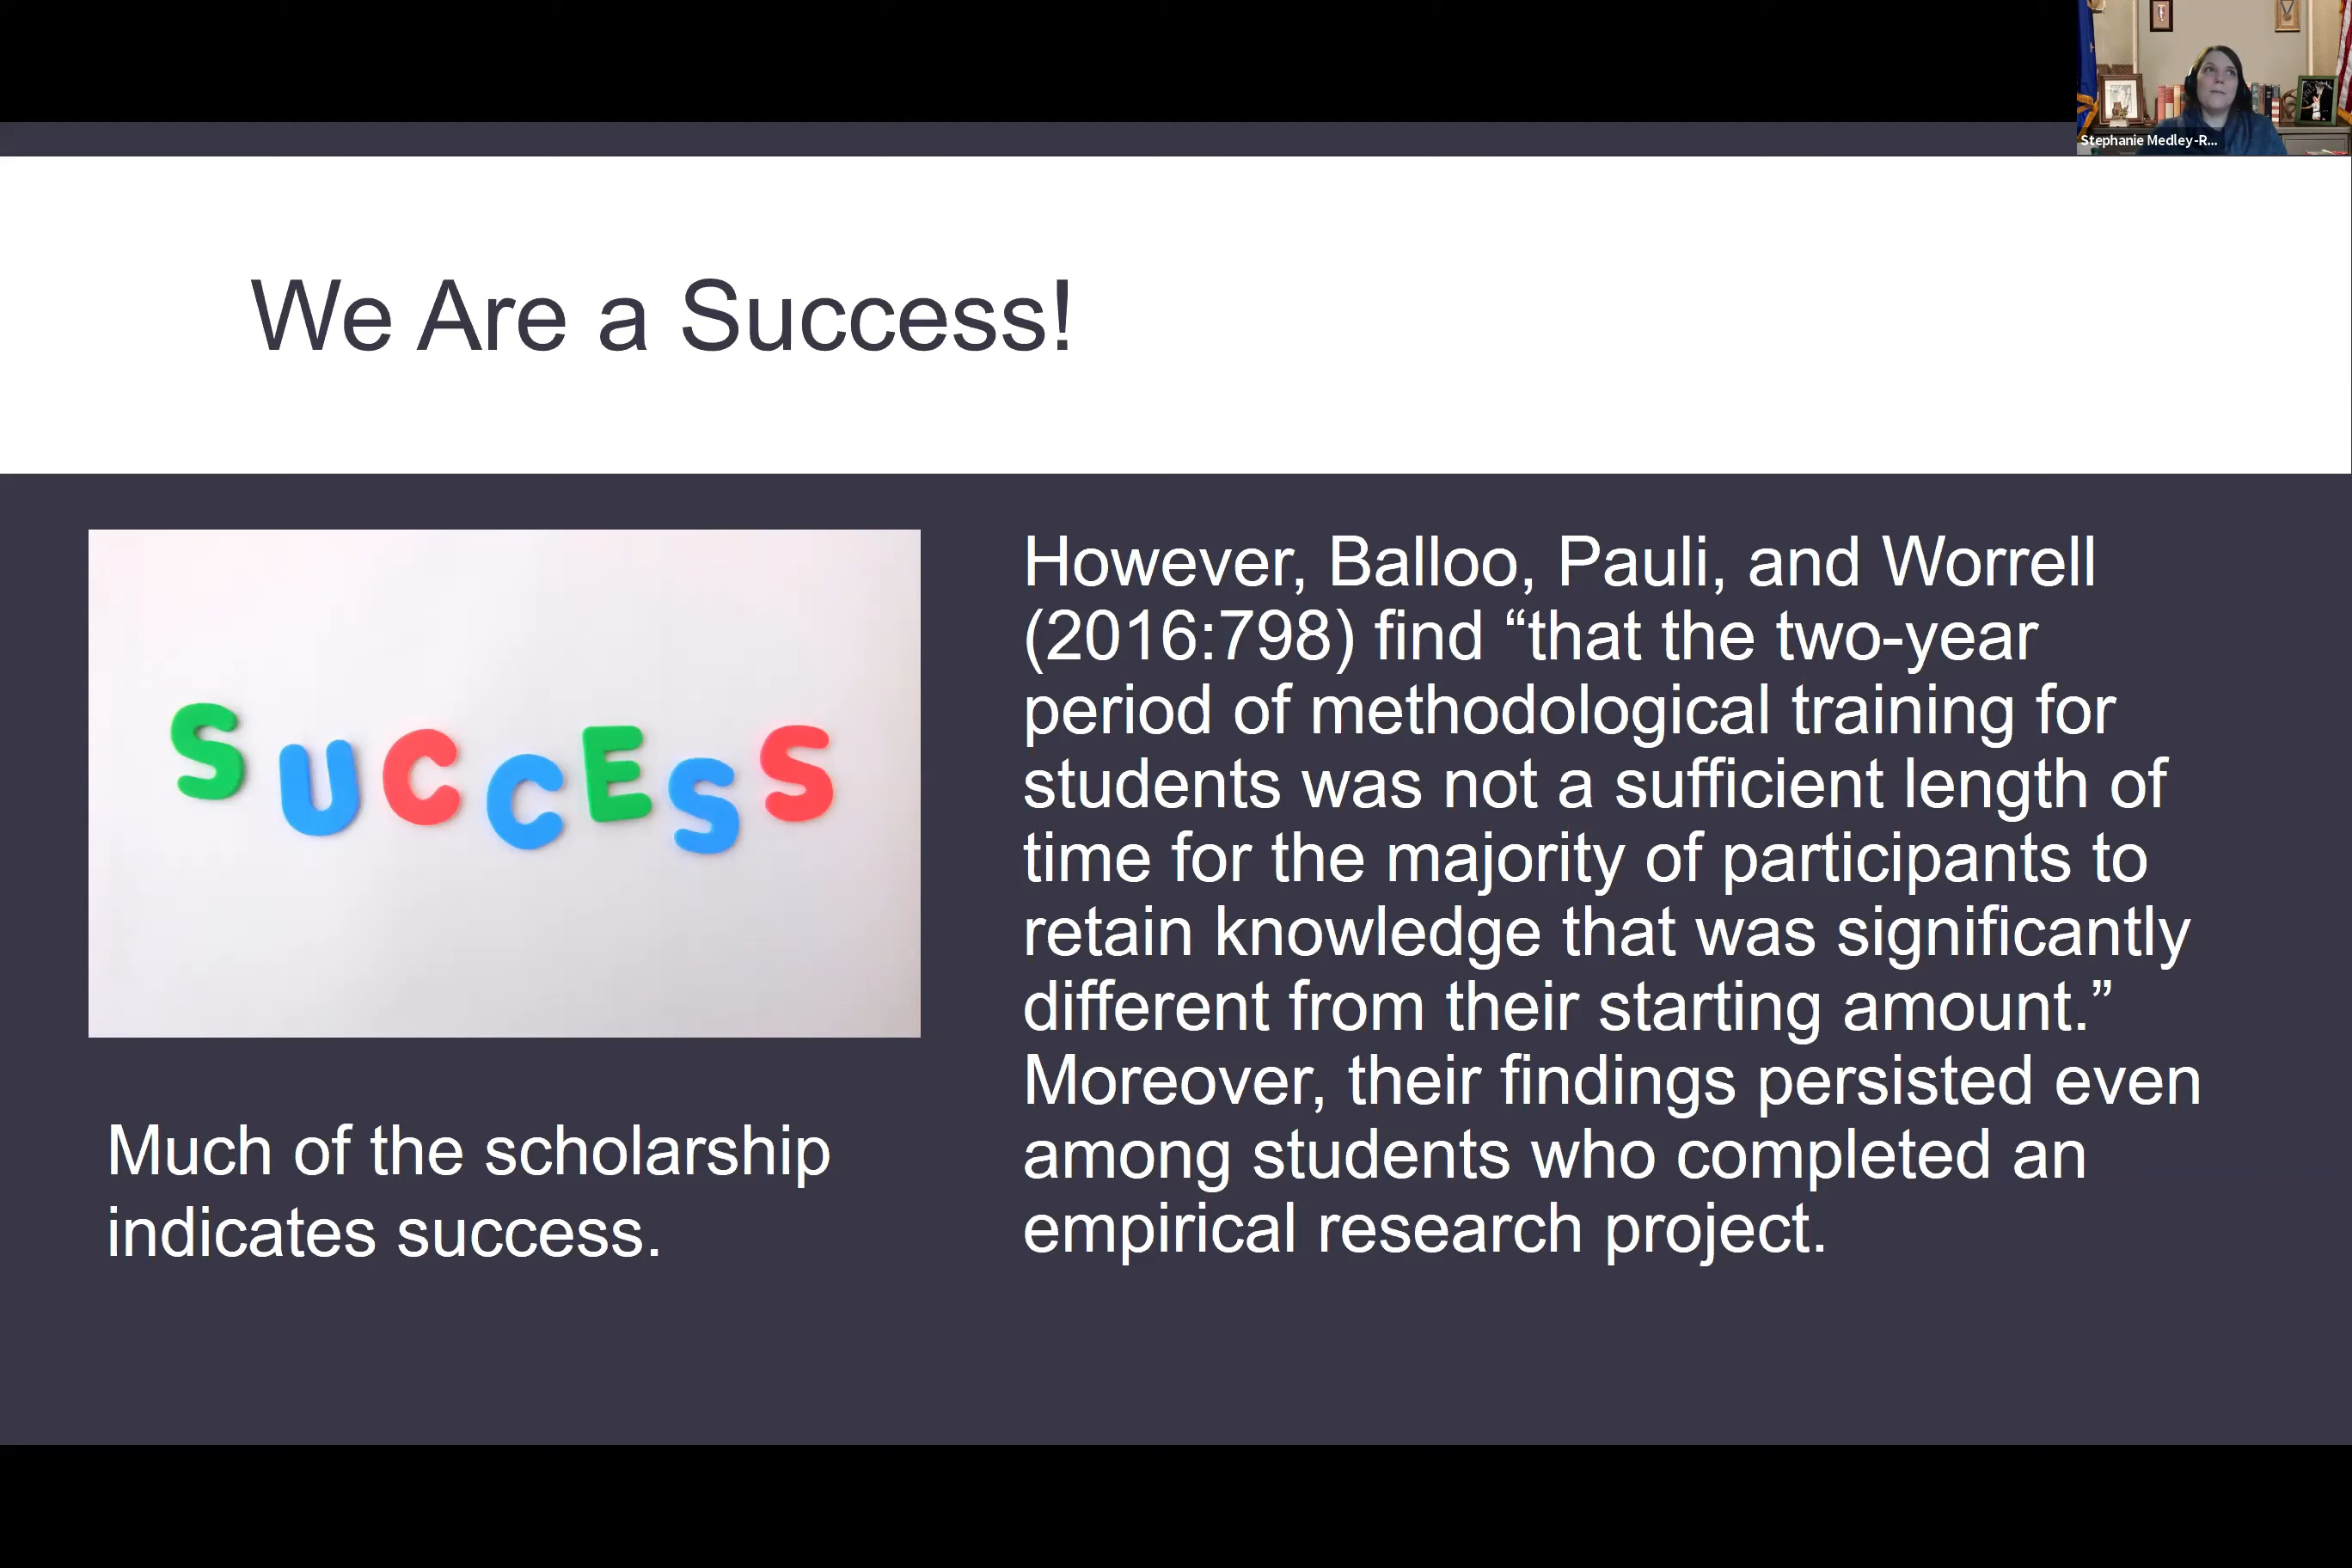 Stephanie Medley-R...
We Are a Success!
SUCCESS
Much of the scholarship
indicates success.
However, Balloo, Pauli, and Worrell
(2016:798) find “that the two-year
period of methodological training for
students was not a sufficient length of
time for the majority of participants to
retain knowledge that was significantly
different from their starting amount.”
Moreover, their findings persisted even
among students who completed an
empirical research project.